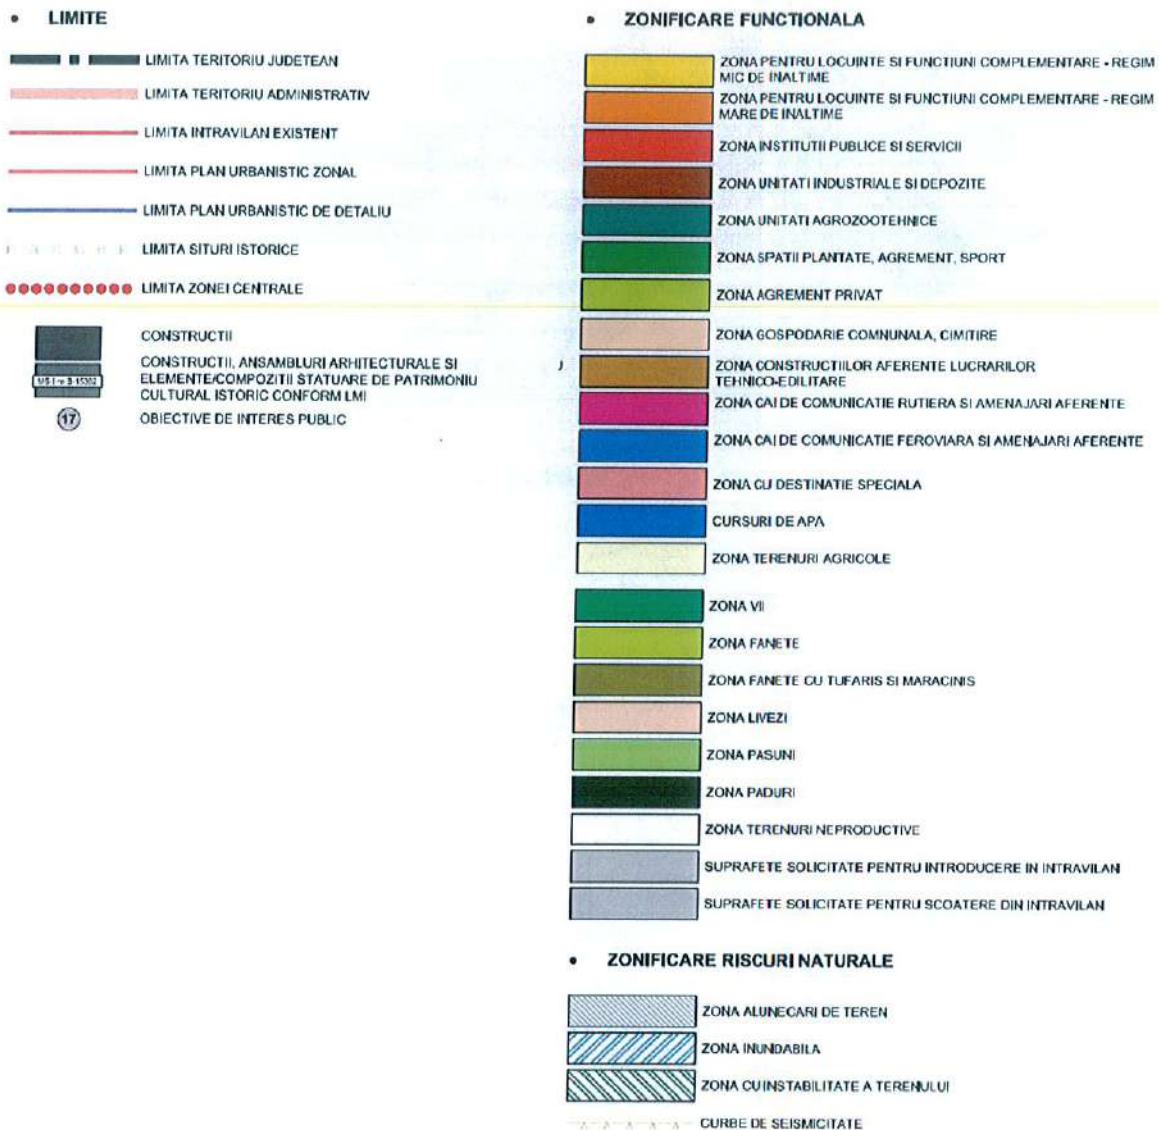 • LIMITE
LIMITA TERITORIU JUDETEAN
LIMITA TERITORIU ADMINISTRATIV
LIMITA INTRAVILAN EXISTENT
LIMITA PLAN URBANISTIC ZONAL
LIMITA PLAN URBANISTIC DE DETALIU
LIMITA SITURI ISTORICE
LIMITA ZONEI CENTRALE
CONSTRUCTII
CONSTRUCTII, ANSAMBLURI ARHITECTURALE SI
ELEMENTE/COMPOZITII STATUARE DE PATRIMONIU
CULTURAL ISTORIC CONFORM LMI
17
OBIECTIVE DE INTERES PUBLIC
• ZONIFICARE FUNCTIONALA
ZONA PENTRU LOCUINTE SI FUNCTIUNI COMPLEMENTARE - REGIM
MIC DE INALTIME
ZONA PENTRU LOCUINTE SI FUNCTIUNI COMPLEMENTARE - REGIM
MARE DE INALTIME
ZONA INSTITUTII PUBLICE SI SERVICII
ZONA UNITATI INDUSTRIALE SI DEPOZITE
ZONA UNITATI AGROZOOTEHNICE
ZONA SPATII PLANTATE, AGREMENT, SPORT
ZONA AGREMENT PRIVAT
ZONA GOSPODARIE COMNUNALA, CIMITIRE
ZONA CONSTRUCTIILOR AFERENTE LUCRARILOR
TEHNICO-EDILITARE
ZONA CAI DE COMUNICATIE RUTIERA SI AMENAJARI AFERENTE
ZONA CAI DE COMUNICATIE FEROVIARA SI AMENAJARI AFERENTE
ZONA CU DESTINATIE SPECIALA
CURSURI DE APA
ZONA TERENURI AGRICOLE
ZONA VII
ZONA FANETE
ZONA FANETE CU TUFARIS SI MARACINIS
ZONA LIVEZI
ZONA PASUNI
ZONA PADURI
ZONA TERENURI NEPRODUCTIVE
SUPRAFETE SOLICITATE PENTRU INTRODUCERE IN INTRAVILAN
SUPRAFETE SOLICITATE PENTRU SCOATERE DIN INTRAVILAN
• ZONIFICARE RISCURI NATURALE
ZONA ALUNECARI DE TEREN
ZONA INUNDABILA
ZONA CU INSTABILITATE A TERENULUI
CURBE DE SEISMICITATE